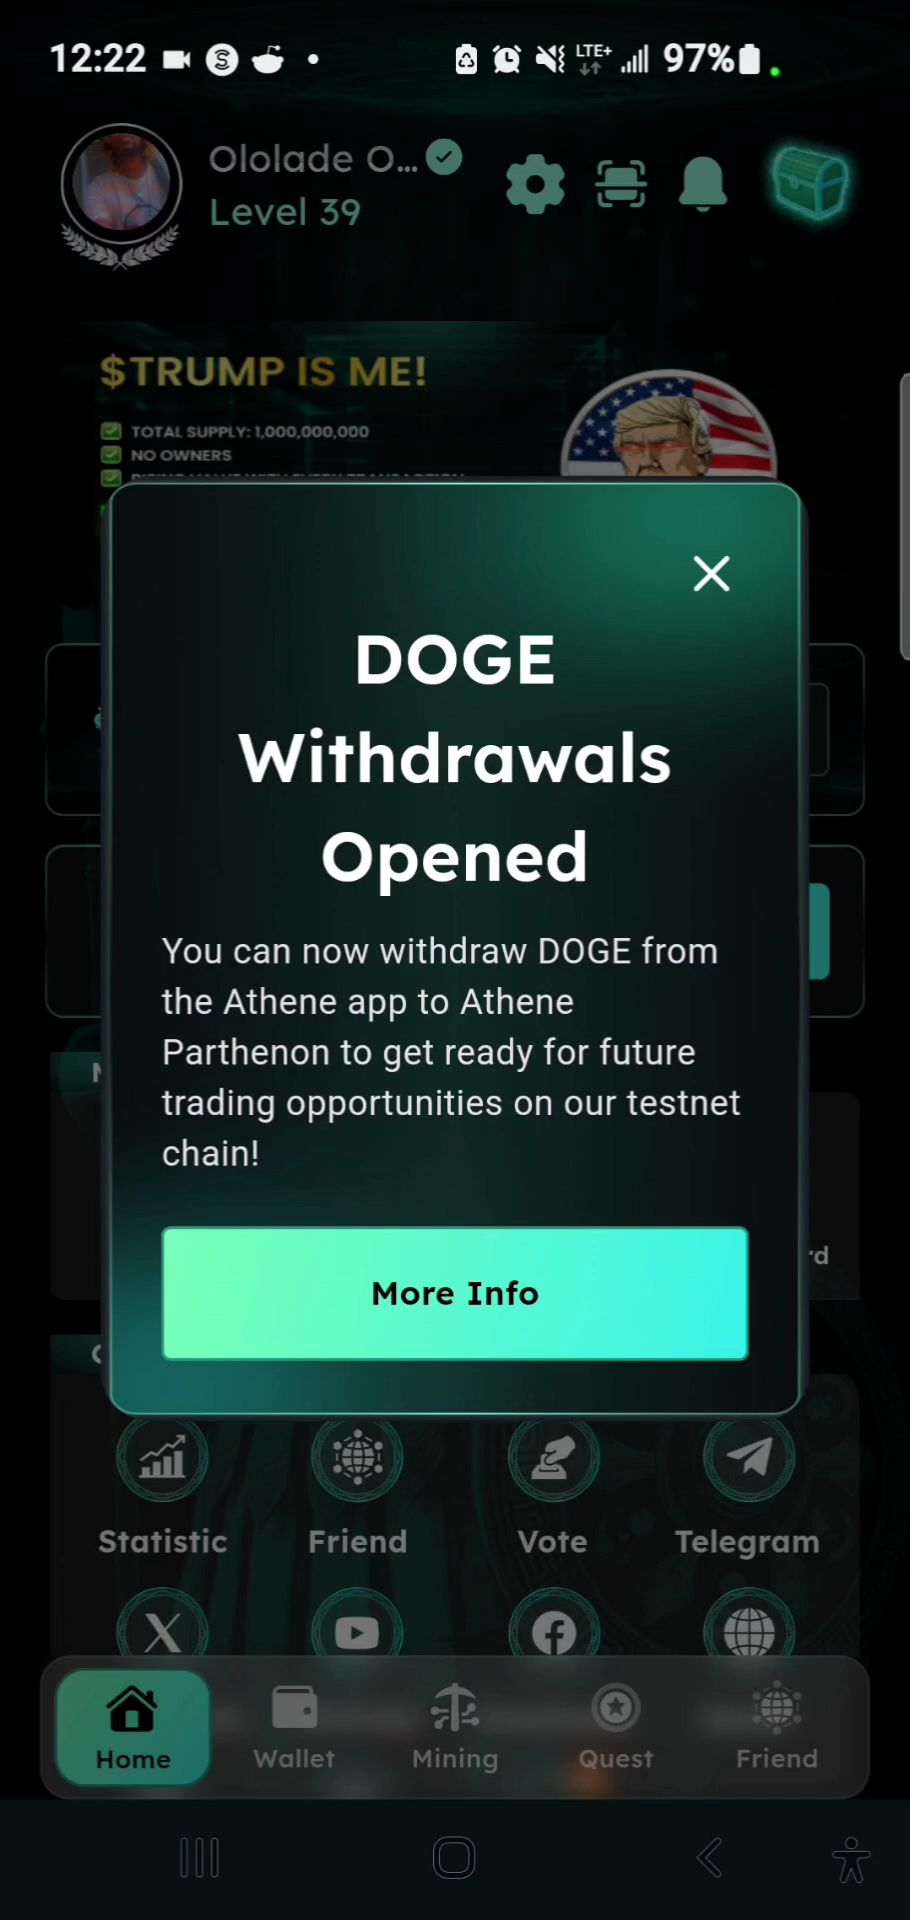 12:22
LTE+
97%
Ololade O...
Level 39
$TRUMP IS ME!
TOTAL SUPPLY: 1,000,000,000
NO OWNERS
DOGE
Withdrawals
Opened
You can now withdraw DOGE from
the Athene app to Athene
Parthenon to get ready for future
trading opportunities on our testnet
chain!
More Info
Statistic
Friend
Vote
Telegram
Home
Wallet
Mining
Quest
Friend